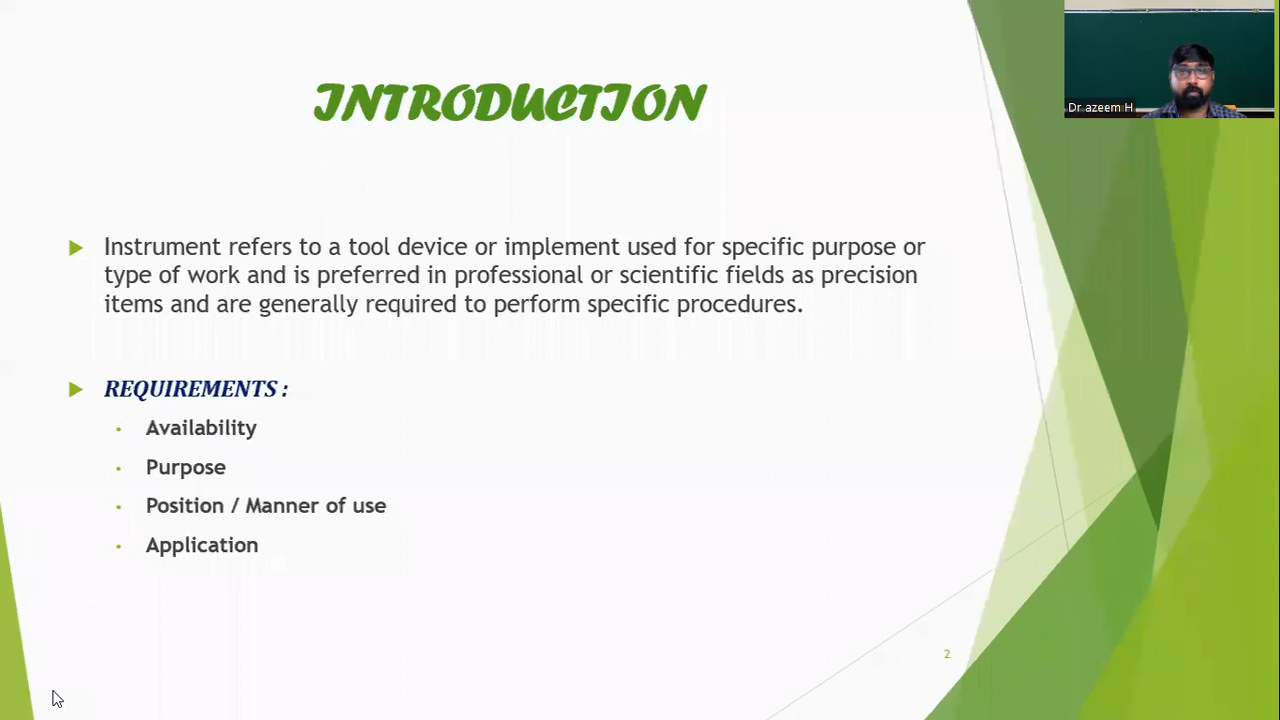 INTRODUCTION
Instrument refers to a tool device or implement used for specific purpose or
type of work and is preferred in professional or scientific fields as precision
items and are generally required to perform specific procedures.
REQUIREMENTS :
Availability
Purpose
Position / Manner of use
Application
2
Dr azeem H